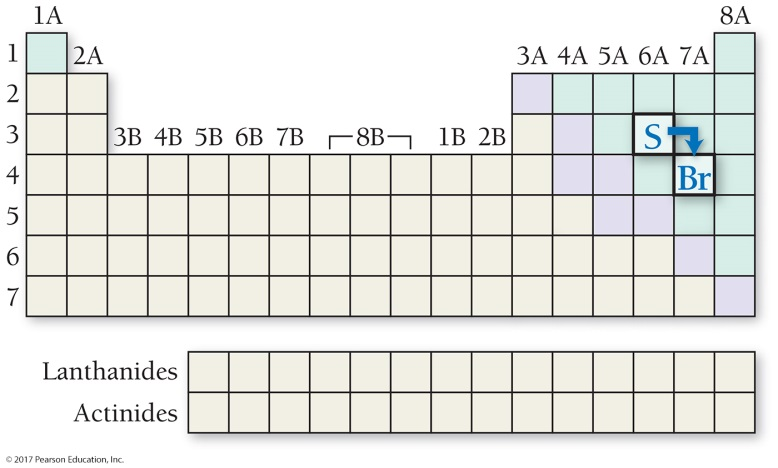 1A 8A
1 2A 3A 4A 5A 6A 7A
2
3 3B 4B 5B 6B 7B 8B 1B 2B S
4 Br
5
6
7
Lanthanides
Actinides
© 2017 Pearson Education, Inc.